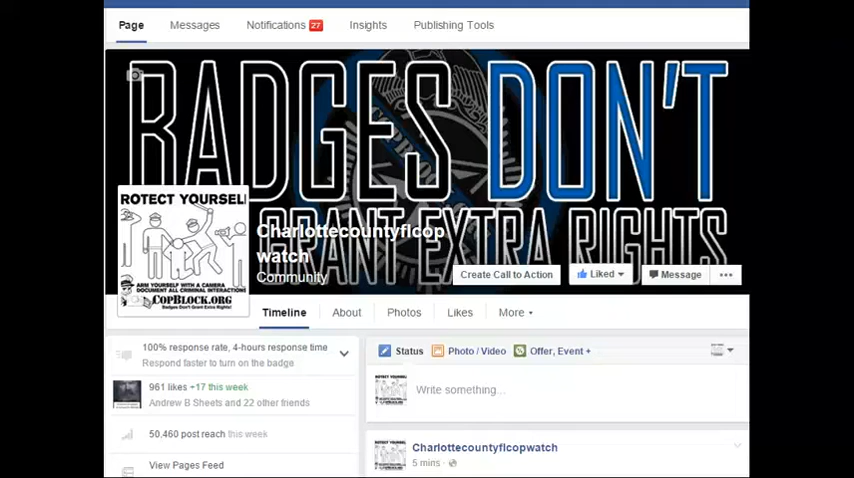 Page Messages Notifications 27 Insights Publishing Tools
BADGES DON'T
GRANT EXTRA RIGHTS
COPBLOCK
ROTECT YOURSELF
ARM YOURSELF WITH A CAMERA
DOCUMENT ALL CRIMINAL INTERACTIONS
COPBLOCK.ORG
Badges Don't Grant Extra Rights!
Charlottecountyflcop
watch
Community
Create Call to Action Liked Message
Timeline About Photos Likes More
100% response rate, 4-hours response time
Respond faster to turn on the badge
961 likes +17 this week
Andrew B Sheets and 22 other friends
50,460 post reach this week
View Pages Feed
Status Photo / Video Offer, Event +
Write something...
Charlottecountyflcopwatch
5 mins ·